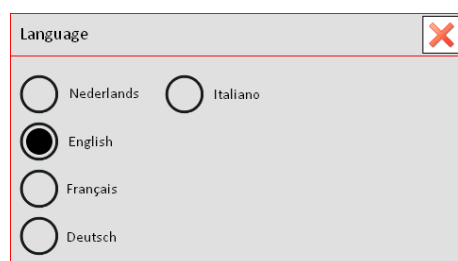 Language
Nederlands Italiano
English
Français
Deutsch